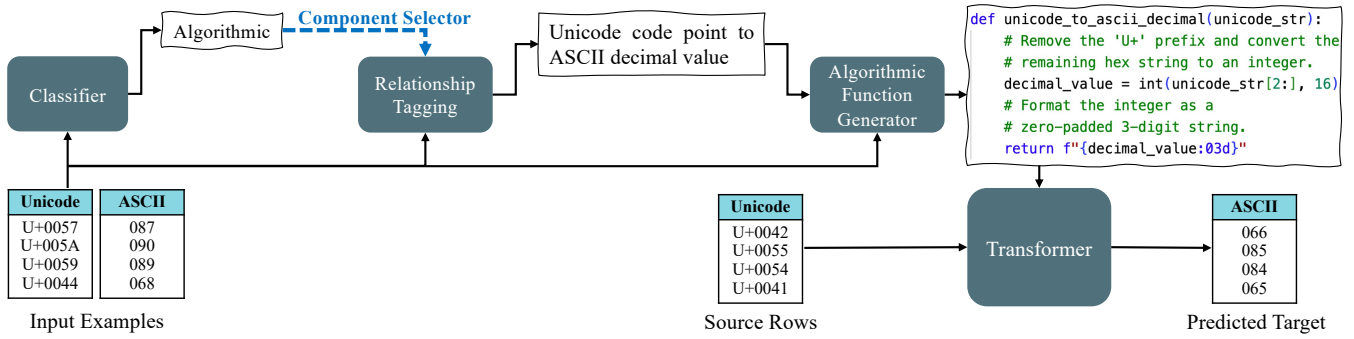 Component Selector
Algorithmic
Classifier
Relationship
Tagging
Unicode code point to
ASCII decimal value
Algorithmic
Function
Generator
def unicode_to_ascii_decimal(unicode_str):
# Remove the 'U+' prefix and convert the
# remaining hex string to an integer.
decimal_value = int(unicode_str[2:], 16)
# Format the integer as a
# zero-padded 3-digit string.
return f"{decimal_value:03d}"
Unicode
U+0057
U+005A
U+0059
U+0044
ASCII
087
090
089
068
Input Examples
Unicode
U+0042
U+0055
U+0054
U+0041
Source Rows
Transformer
ASCII
066
085
084
065
Predicted Target